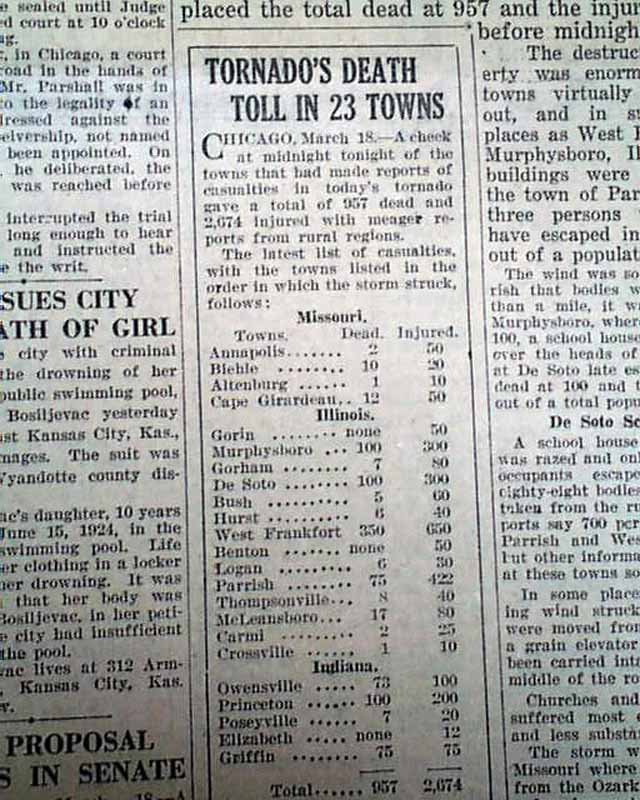 e sealed until Judge
d court at 10 o'clock
ag.
r, in Chicago, a court
road in the hands of
Mr. Parshall was in
to the legality of an
dressed against the
eivership, not named
been appointed. On
, he deliberated, the
was reached before
interrupted the trial
long enough to hear
and instructed the
e the writ.
SUES CITY
ATH OF GIRL
e city with criminal
the drowning of her
public swimming pool,
Bosiljevac yesterday
nst Kansas City, Kas.,
mages. The suit was
Wyandotte county dis-
ac's daughter, 10 years
June 15, 1924, in the
swimming pool. Life
er clothing in a locker
her drowning. It was
that her body was
Bosiljevac, in her peti-
e city had insufficient
the pool.
vac lives at 312 Arm-
, Kansas City, Kas.
y.
PROPOSAL
S IN SENATE
March 18.—A
placed the total dead at 957 and the injur
TORNADO'S DEATH
TOLL IN 23 TOWNS
CHICAGO, March 18.—A check
at midnight tonight of the
towns that had made reports of
casualties in today's tornado
gave a total of 957 dead and
2,674 injured with meager re-
ports from rural regions.
The latest list of casualties,
with the towns listed in the
order in which the storm struck,
follows:
Missouri.
Towns. Dead. Injured.
Annapolis....... 2 50
Biehle ........ 10 20
Altenburg ..... 1 10
Cape Girardeau.. 12 50
Illinois.
Gorin ........ none 50
Murphysboro ... 100 300
Gorham ....... 7 80
De Soto ....... 100 300
Bush .......... 5 60
Hurst ......... 6 40
West Frankfort 350 650
Benton ....... none 50
Logan ......... 6 30
Parrish ....... 75 422
Thompsonville... 8 40
McLeansboro... 17 80
Carmi ......... 2 25
Crossville ..... 1 10
Indiana.
Owensville ..... 73 100
Princeton ...... 100 200
Poseyville ..... 7 20
Elizabeth ..... none 12
Griffin ........ 75 75
Total...... 957 2,674
before midnigh
The destruc
erty was enorm
towns virtually
out, and in s
places as West
Murphysboro, Il
buildings were
the town of Par
three persons
have escaped in
out of a populat
The wind was so
rish that bodies w
than a mile, it w
Murphysboro, wher
100, a school house
over the heads of
at De Soto late es
dead at 100 and
out of a total popu
De Soto Sc
A school house
was razed and onl
occupants escape
eighty-eight bodies
taken from the ru
ports say 700 per
Parrish and Wes
but other informa
at these towns so
In some place
ing wind struck
were moved from
a grain elevator
been carried into
middle of the ro
Churches and
suffered most
and less substa
The storm w
Missouri where
from the Ozark